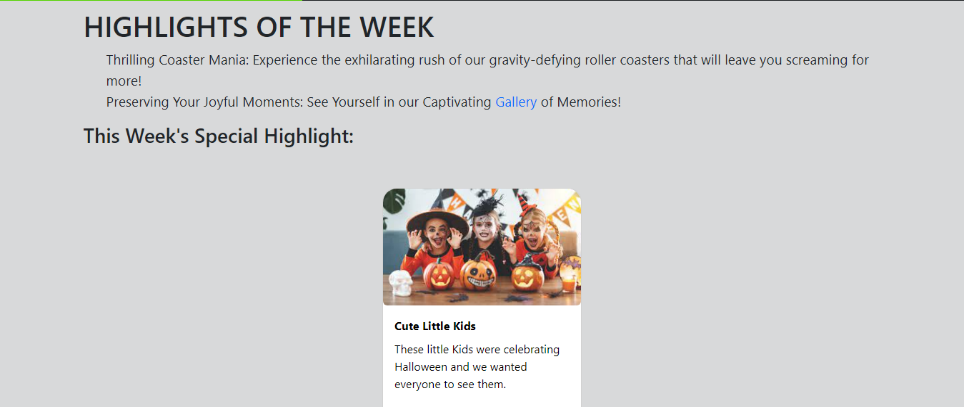 HIGHLIGHTS OF THE WEEK
Thrilling Coaster Mania: Experience the exhilarating rush of our gravity-defying roller coasters that will leave you screaming for
more!
Preserving Your Joyful Moments: See Yourself in our Captivating Gallery of Memories!
This Week's Special Highlight:
Cute Little Kids
These little Kids were celebrating
Halloween and we wanted
everyone to see them.